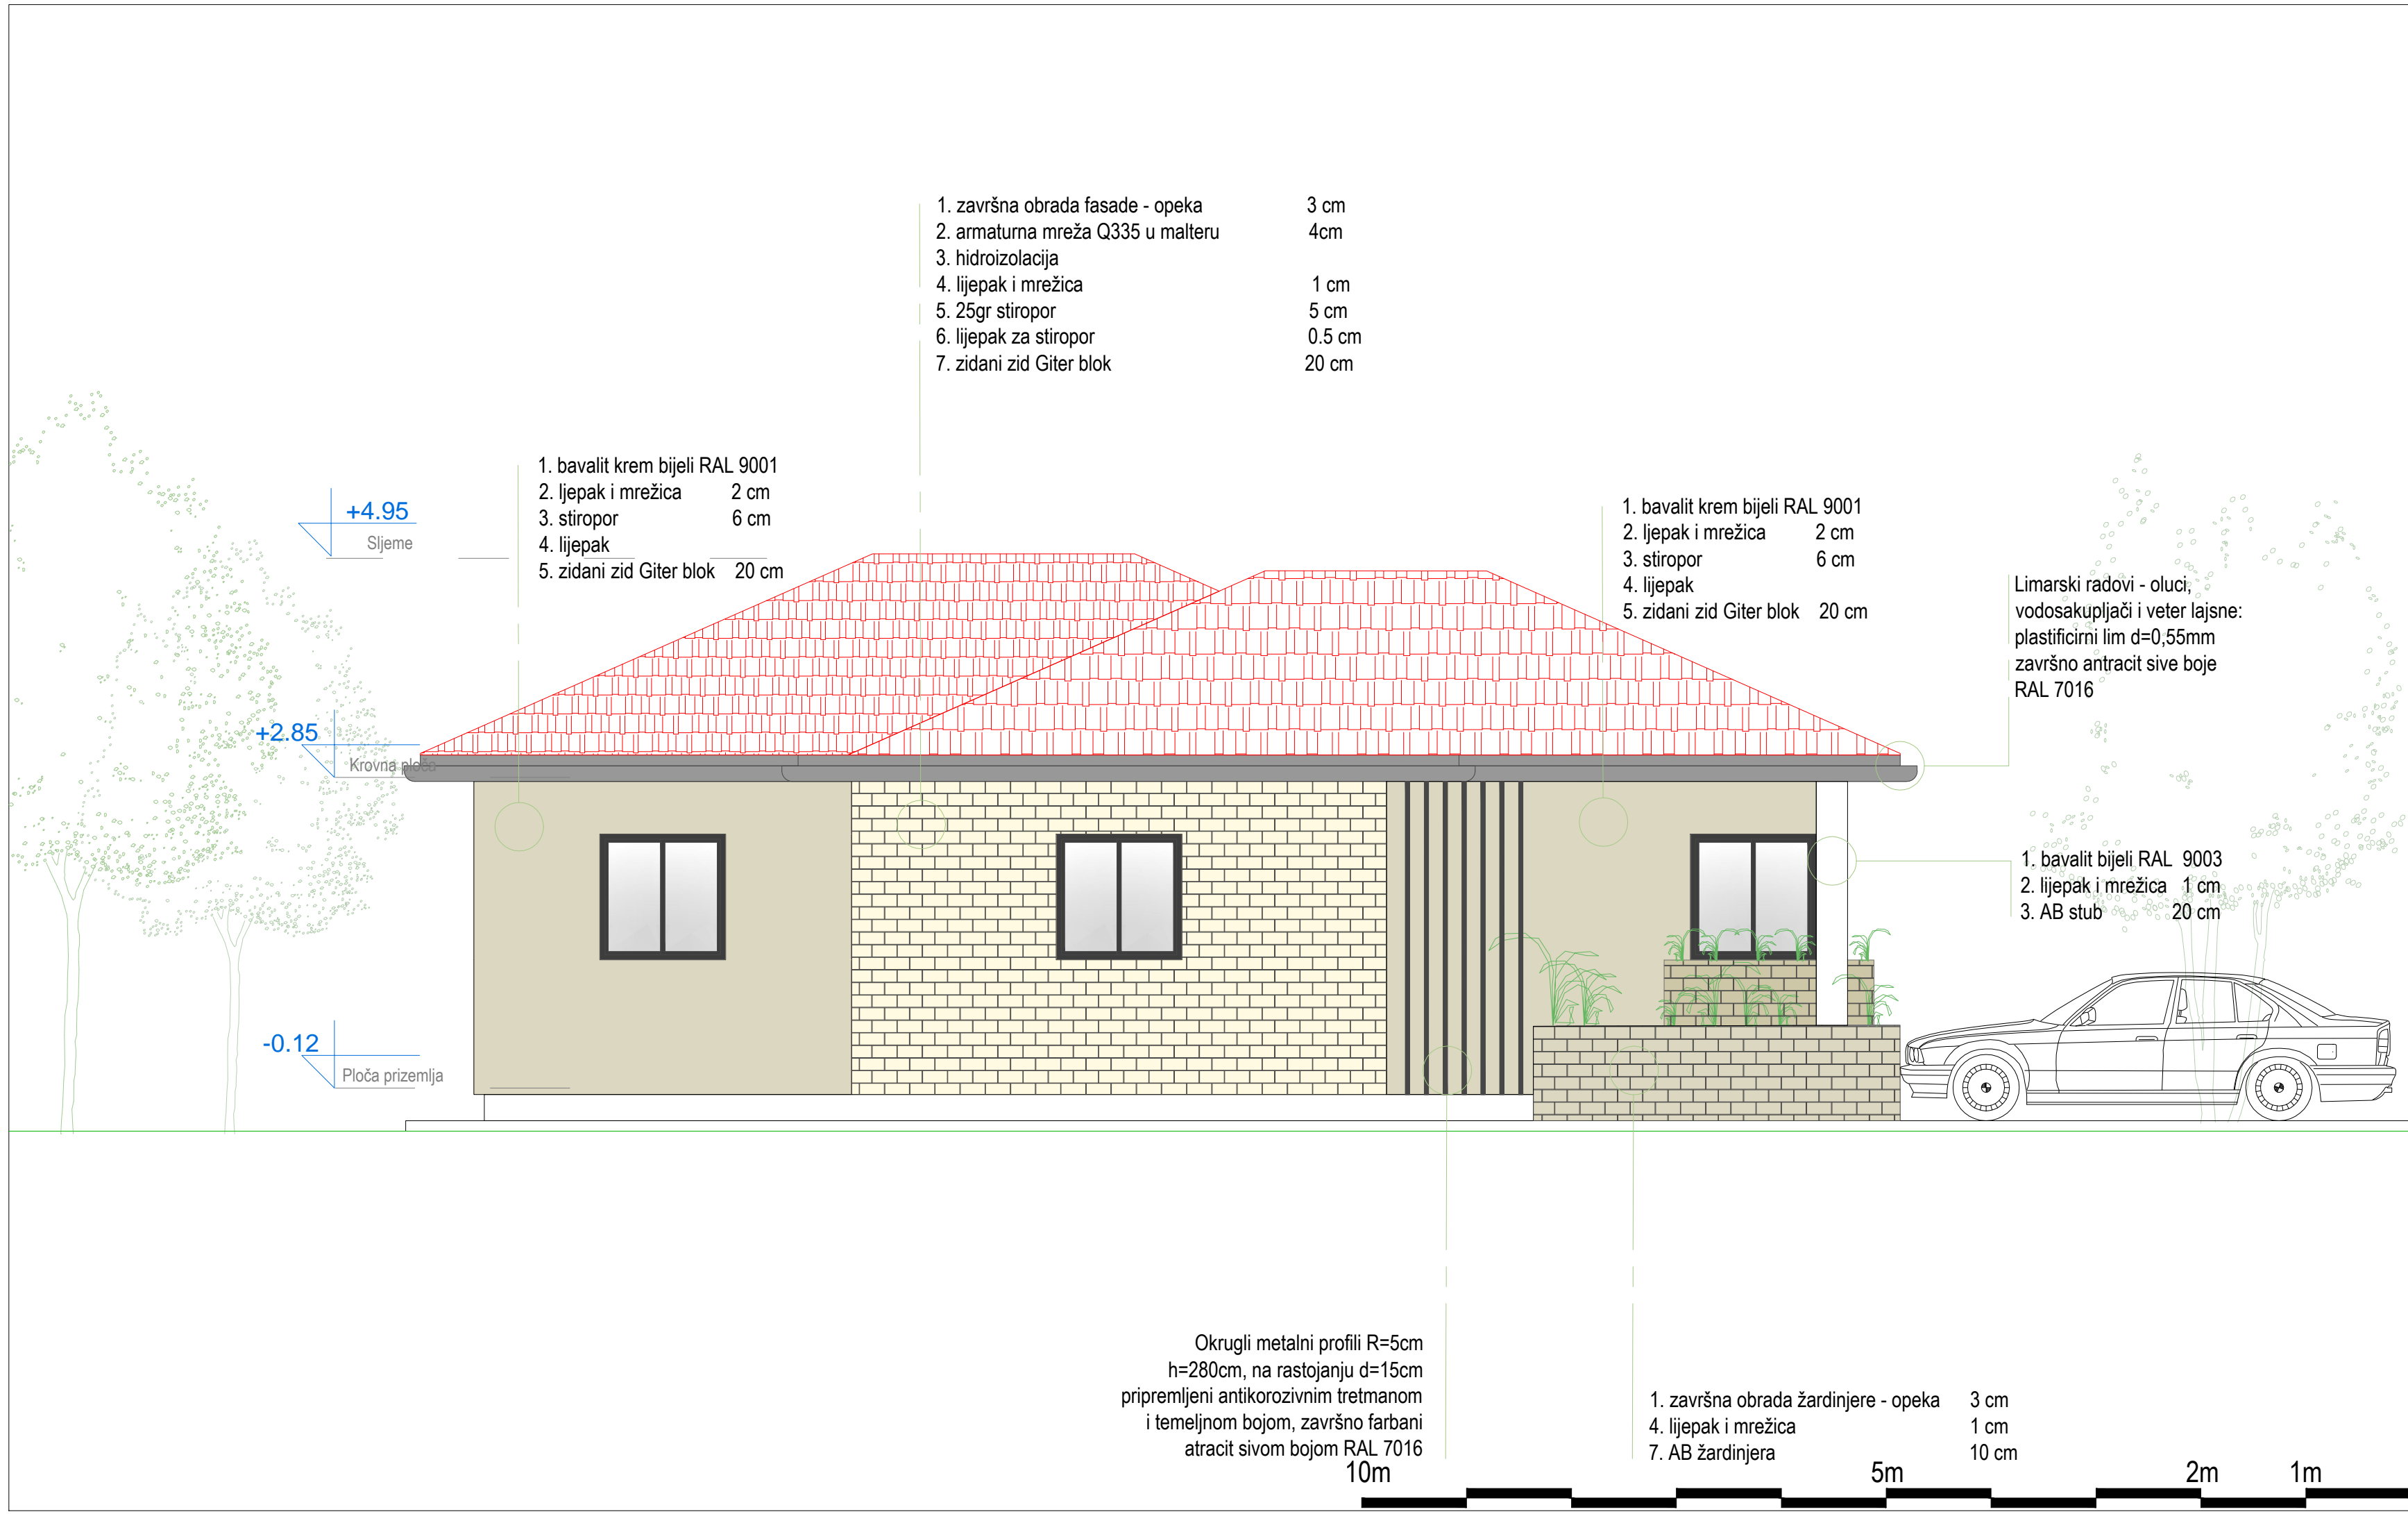 1. završna obrada fasade - opeka 3 cm
2. armaturna mreža Q335 u malteru 4cm
3. hidroizolacija
4. lijepak i mrežica 1 cm
5. 25gr stiropor 5 cm
6. lijepak za stiropor 0.5 cm
7. zidani zid Giter blok 20 cm
1. bavalit krem bijeli RAL 9001
2. ljepak i mrežica 2 cm
3. stiropor 6 cm
4. lijepak
5. zidani zid Giter blok 20 cm
+4.95
Sljeme
1. bavalit krem bijeli RAL 9001
2. ljepak i mrežica 2 cm
3. stiropor 6 cm
4. lijepak
5. zidani zid Giter blok 20 cm
Limarski radovi - oluci,
vodosakupljači i veter lajsne:
plastificirni lim d=0,55mm
završno antracit sive boje
RAL 7016
+2.85
Krovna ploča
1. bavalit bijeli RAL 9003
2. lijepak i mrežica 1 cm
3. AB stub 20 cm
-0.12
Ploča prizemlja
Okrugli metalni profili R=5cm
h=280cm, na rastojanju d=15cm
pripremljeni antikorozivnim tretmanom
i temeljnom bojom, završno farbani
atracit sivom bojom RAL 7016
1. završna obrada žardinjere - opeka 3 cm
4. lijepak i mrežica 1 cm
7. AB žardinjera 10 cm
10m 5m 2m 1m